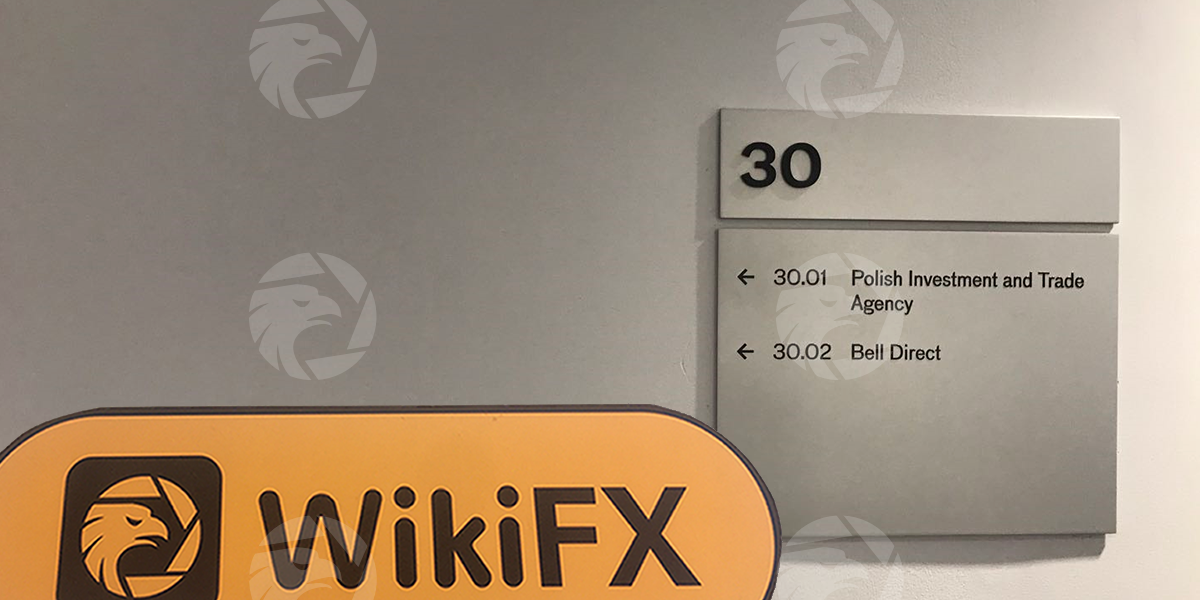 30
← 30.01 Polish Investment and Trade
Agency
← 30.02 Bell Direct
WikiFX